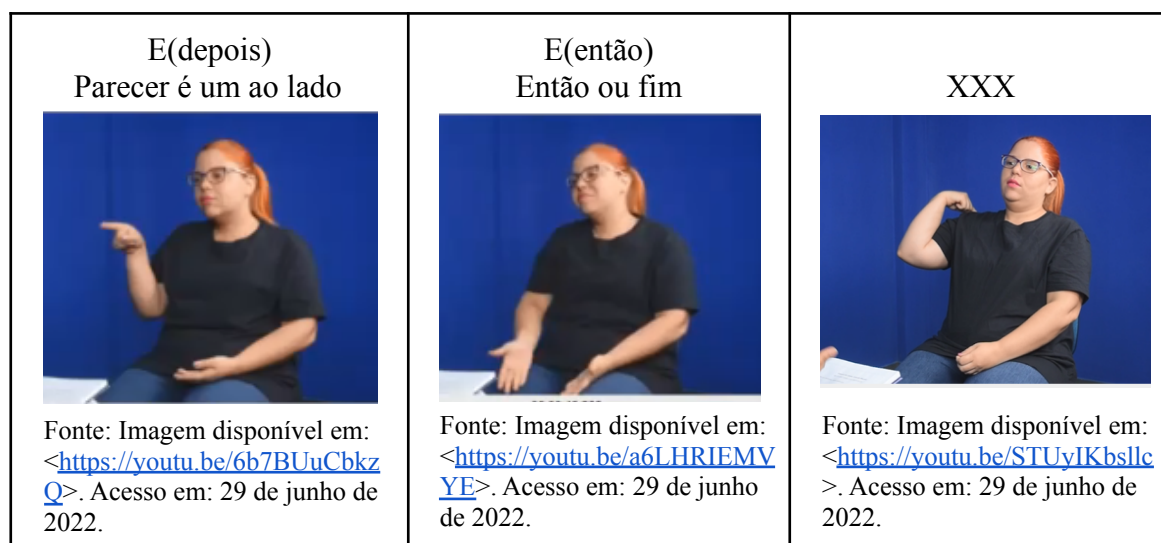 E(depois)
Parecer é um ao lado
Fonte: Imagem disponível em:
<https://youtu.be/6b7BUuCbkz
Q>. Acesso em: 29 de junho de
2022.
E(então)
Então ou fim
Fonte: Imagem disponível em:
<https://youtu.be/a6LHRIEMV
YE>. Acesso em: 29 de junho
de 2022.
XXX
Fonte: Imagem disponível em:
<https://youtu.be/STUyIKbsllc
>. Acesso em: 29 de junho de
2022.